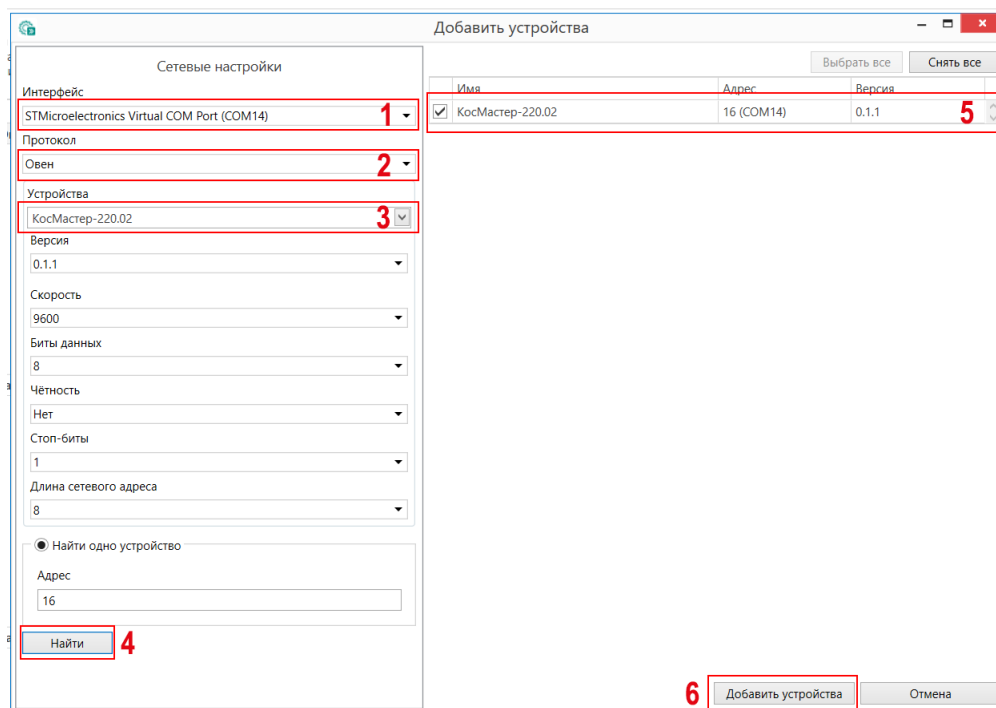 Добавить устройства
Сетевые настройки
Интерфейс
STMicroelectronics Virtual COM Port (COM14) 1
Протокол
Овен 2
Устройства
КосМастер-220.02 3
Версия
0.1.1
Скорость
9600
Биты данных
8
Чётность
Нет
Стоп-биты
1
Длина сетевого адреса
8
Найти одно устройство
Адрес
16
Найти 4
Выбрать все Снять все
Имя Адрес Версия
КосМастер-220.02 16 (COM14) 0.1.1 5
6 Добавить устройства Отмена